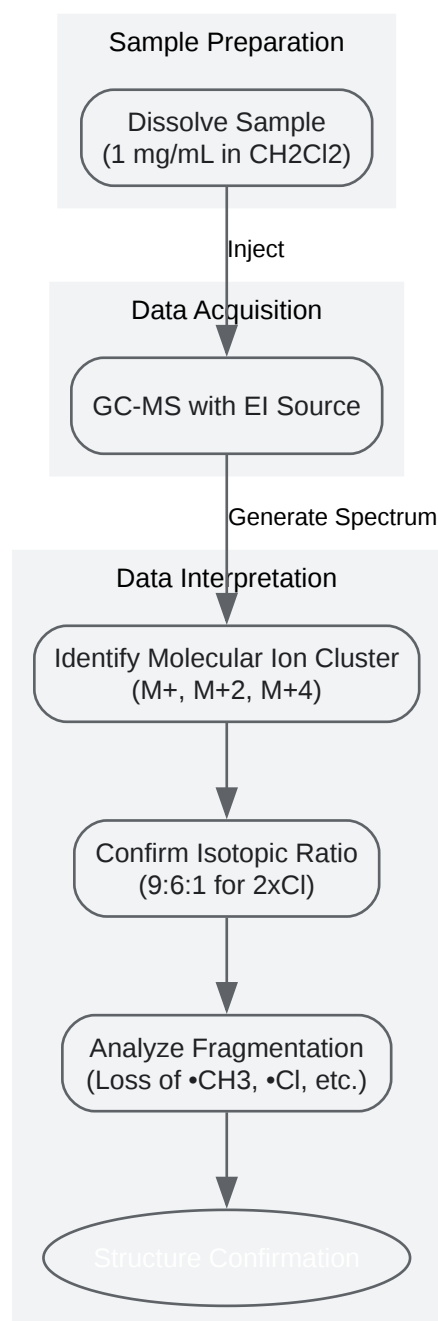 Sample Preparation
Dissolve Sample
(1 mg/mL in CH2Cl2)
Inject
Data Acquisition
GC-MS with EI Source
Generate Spectrum
Data Interpretation
Identify Molecular Ion Cluster
(M+, M+2, M+4)
Confirm Isotopic Ratio
(9:6:1 for 2xCl)
Analyze Fragmentation
(Loss of •CH3, •Cl, etc.)
Structure Confirmation